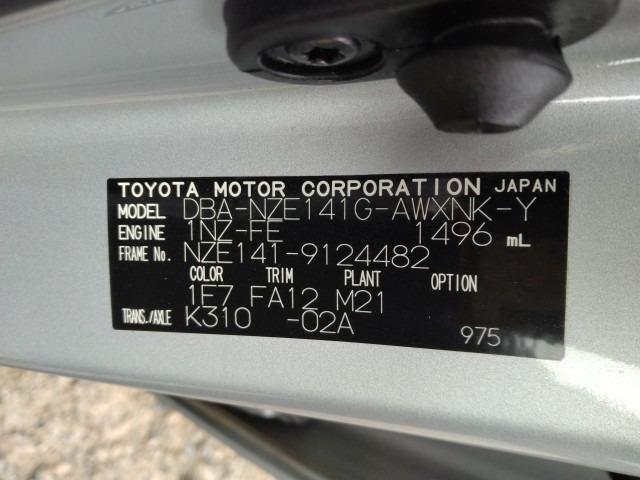 TOYOTA MOTOR CORPORATION JAPAN
MODEL DBA-NZE141G-AWXNK-Y
ENGINE 1NZ-FE 1496 mL
FRAME No. NZE141-9124482
COLOR TRIM PLANT OPTION
1E7 FA12 M21
TRANS./AXLE K310 -02A
975